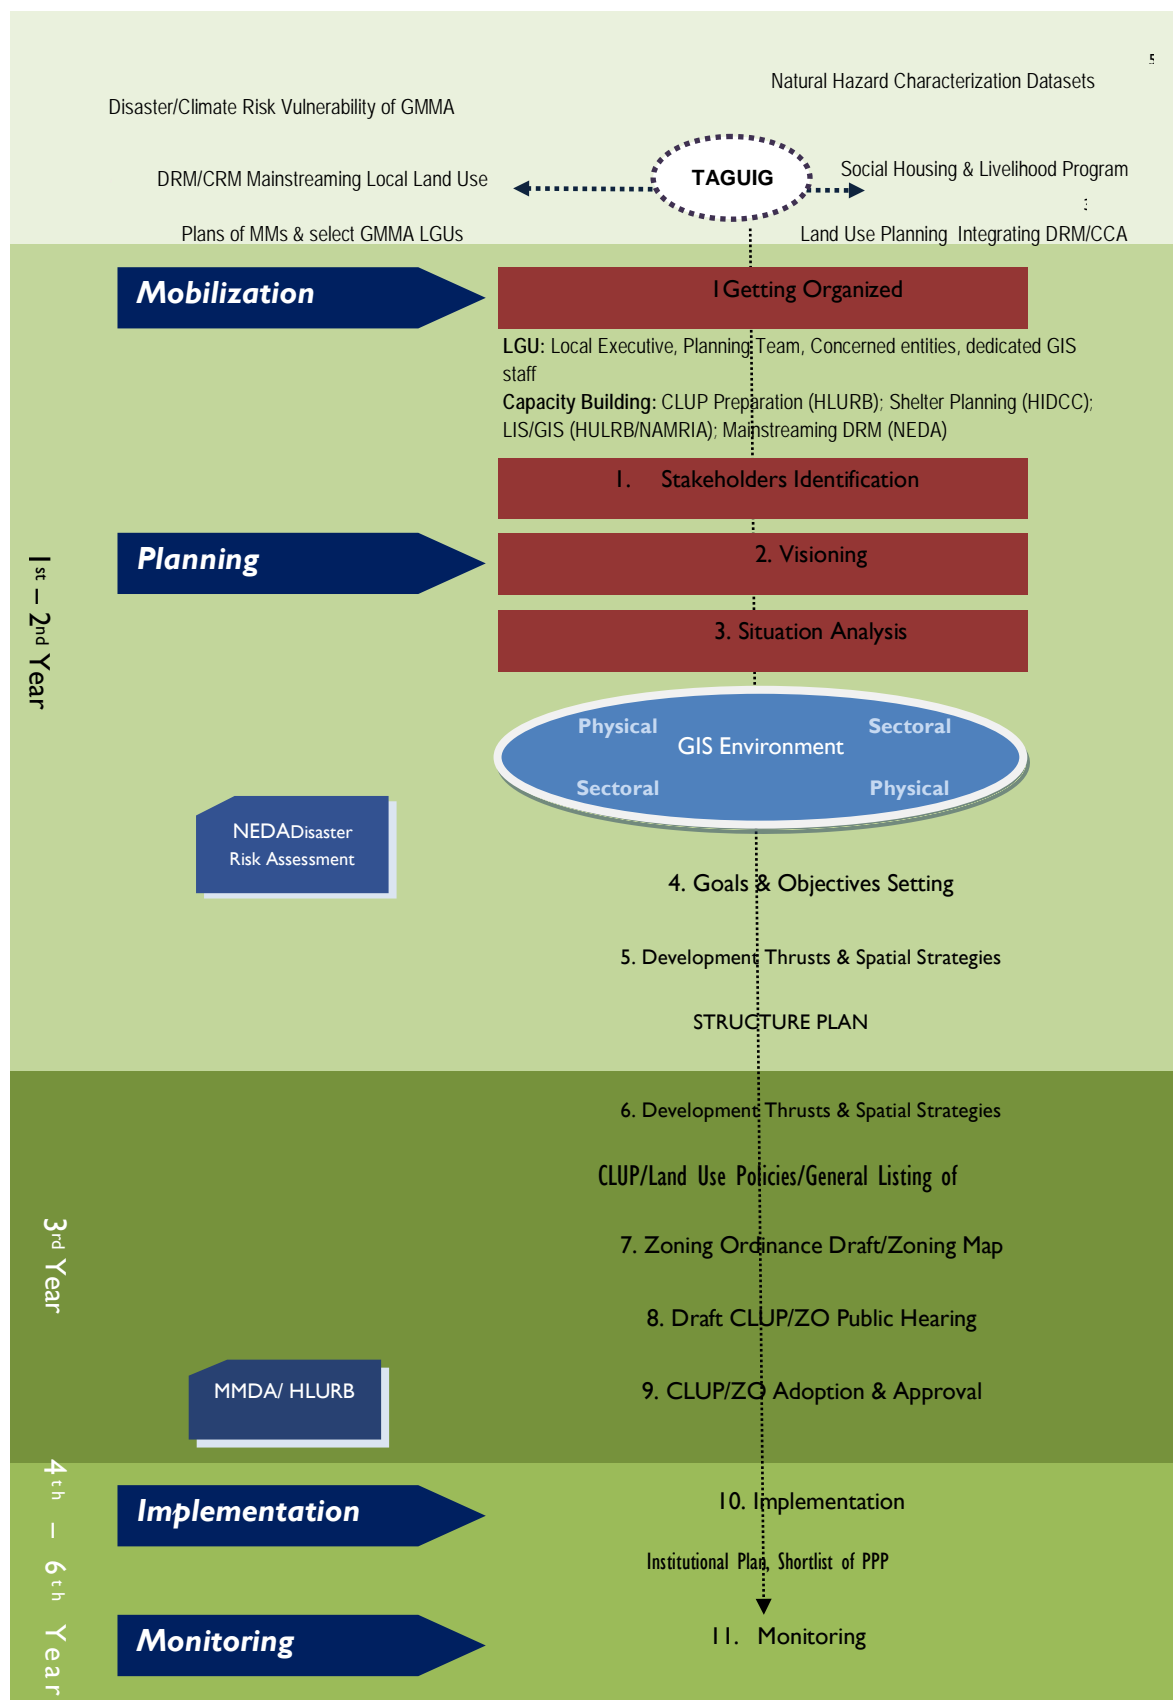 5
Natural Hazard Characterization Datasets
Disaster/Climate Risk Vulnerability of GMMA
TAGUIG
Social Housing & Livelihood Program
DRM/CRM Mainstreaming Local Land Use
Plans of MMs & select GMMA LGUs
Land Use Planning Integrating DRM/CCA
Mobilization
1Getting Organized
LGU: Local Executive, Planning Team, Concerned entities, dedicated GIS
staff
Capacity Building: CLUP Preparation (HLURB); Shelter Planning (HIDCC);
LIS/GIS (HULRB/NAMRIA); Mainstreaming DRM (NEDA)
1. Stakeholders Identification
Planning
2. Visioning
1st – 2nd Year
3. Situation Analysis
Physical
Sectoral
GIS Environment
Sectoral
Physical
NEDADisaster
Risk Assessment
4. Goals & Objectives Setting
5. Development Thrusts & Spatial Strategies
STRUCTURE PLAN
6. Development Thrusts & Spatial Strategies
CLUP/Land Use Policies/General Listing of
3rd Year
7. Zoning Ordinance Draft/Zoning Map
8. Draft CLUP/ZO Public Hearing
MMDA/ HLURB
9. CLUP/ZO Adoption & Approval
4th – 6th Year
Implementation
10. Implementation
Institutional Plan, Shortlist of PPP
Monitoring
11. Monitoring